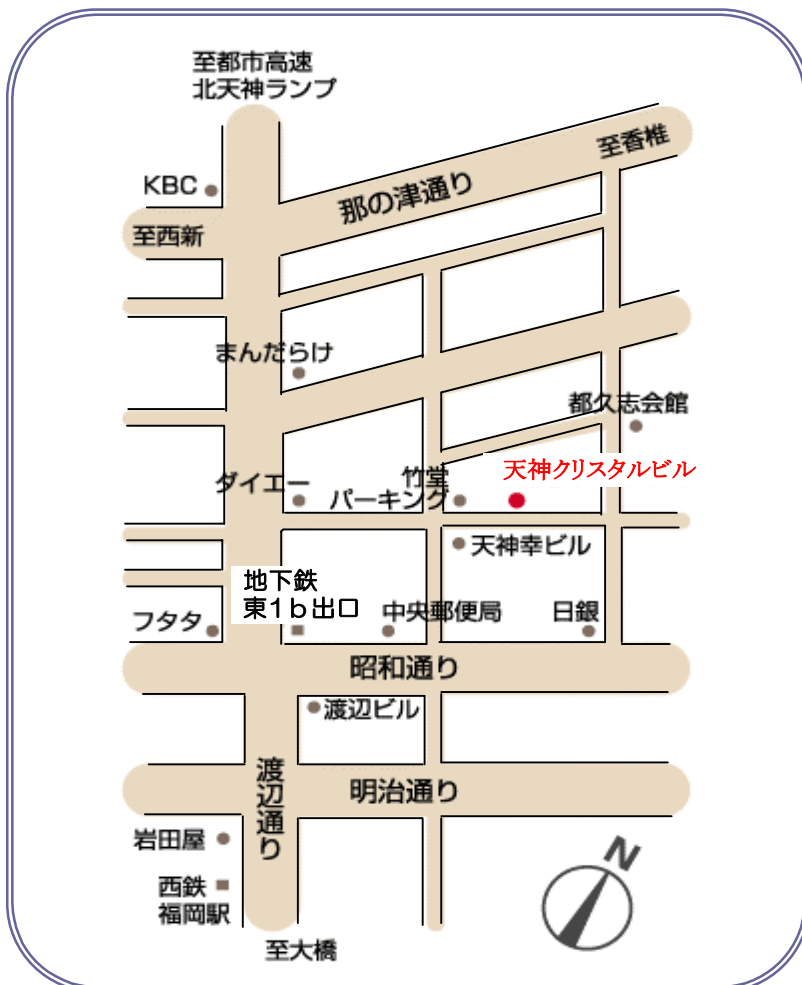 至都市高速
北天神ランプ
至香椎
KBC
那の津通り
至西新
まんだらけ
都久志会館
天神クリスタルビル
竹堂
パーキング
ダイエー
天神幸ビル
地下鉄
東1b出口
中央郵便局
日銀
フタタ
昭和通り
渡辺ビル
渡辺通り
明治通り
岩田屋
西鉄
福岡駅
N
至大橋